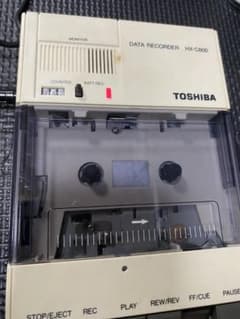 MONITOR
DATA RECORDER HX-C800
COUNTER BATT./REC
TOSHIBA
STOP/EJECT REC PLAY REW/REV FF/CUE PAUSE